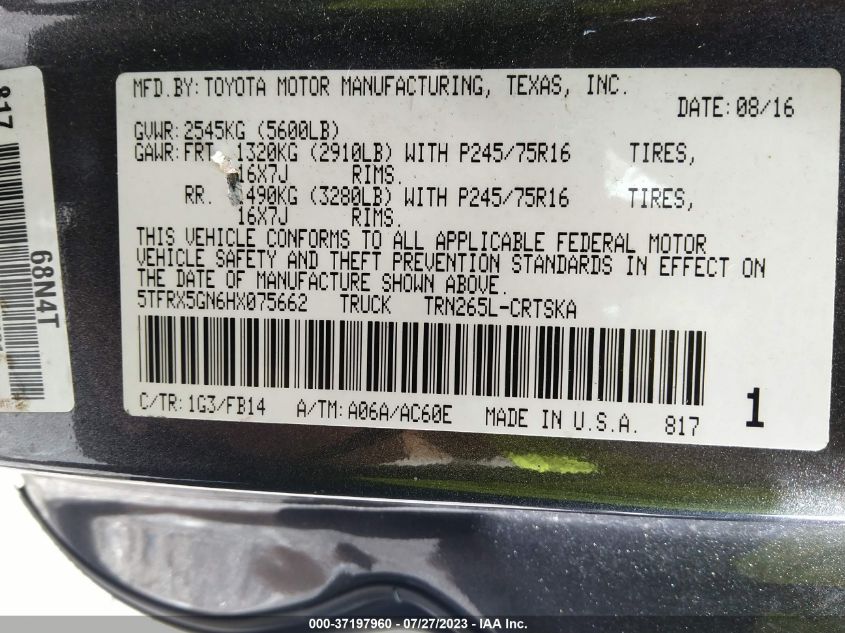 817
68N4T
MFD.BY: TOYOTA MOTOR MANUFACTURING, TEXAS, INC.
DATE: 08/16
GVWR: 2545KG (5600LB)
GAWR: FRT. 1320KG (2910LB) WITH P245/75R16 TIRES,
16X7J RIMS.
RR. 490KG (3280LB) WITH P245/75R16 TIRES,
16X7J RIMS.
THIS VEHICLE CONFORMS TO ALL APPLICABLE FEDERAL MOTOR
VEHICLE SAFETY AND THEFT PREVENTION STANDARDS IN EFFECT ON
THE DATE OF MANUFACTURE SHOWN ABOVE.
5TFRX5GN6HX075662 TRUCK TRN265L-CRTSKA
C/TR: 1G3/FB14 A/TM: A06A/AC60E MADE IN U.S.A. 817
1
000-37197960 - 07/27/2023 - IAA Inc.